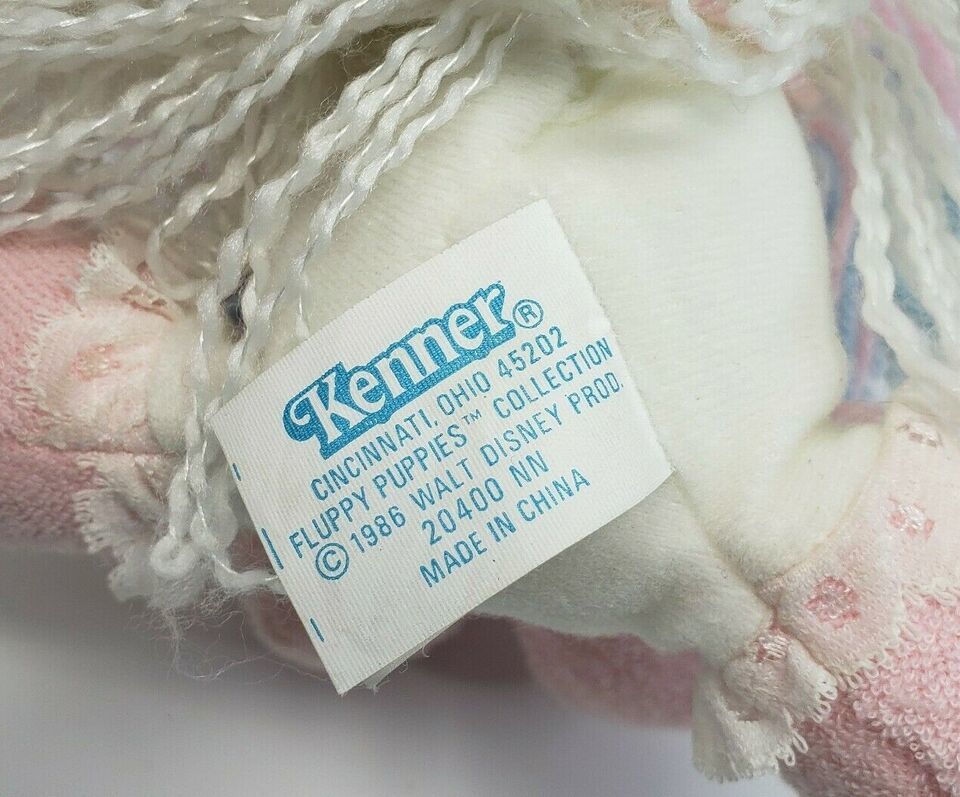 Kenner®
CINCINNATI, OHIO 45202
FLUPPY PUPPIES™ COLLECTION
© 1986 WALT DISNEY PROD.
20400 NN
MADE IN CHINA